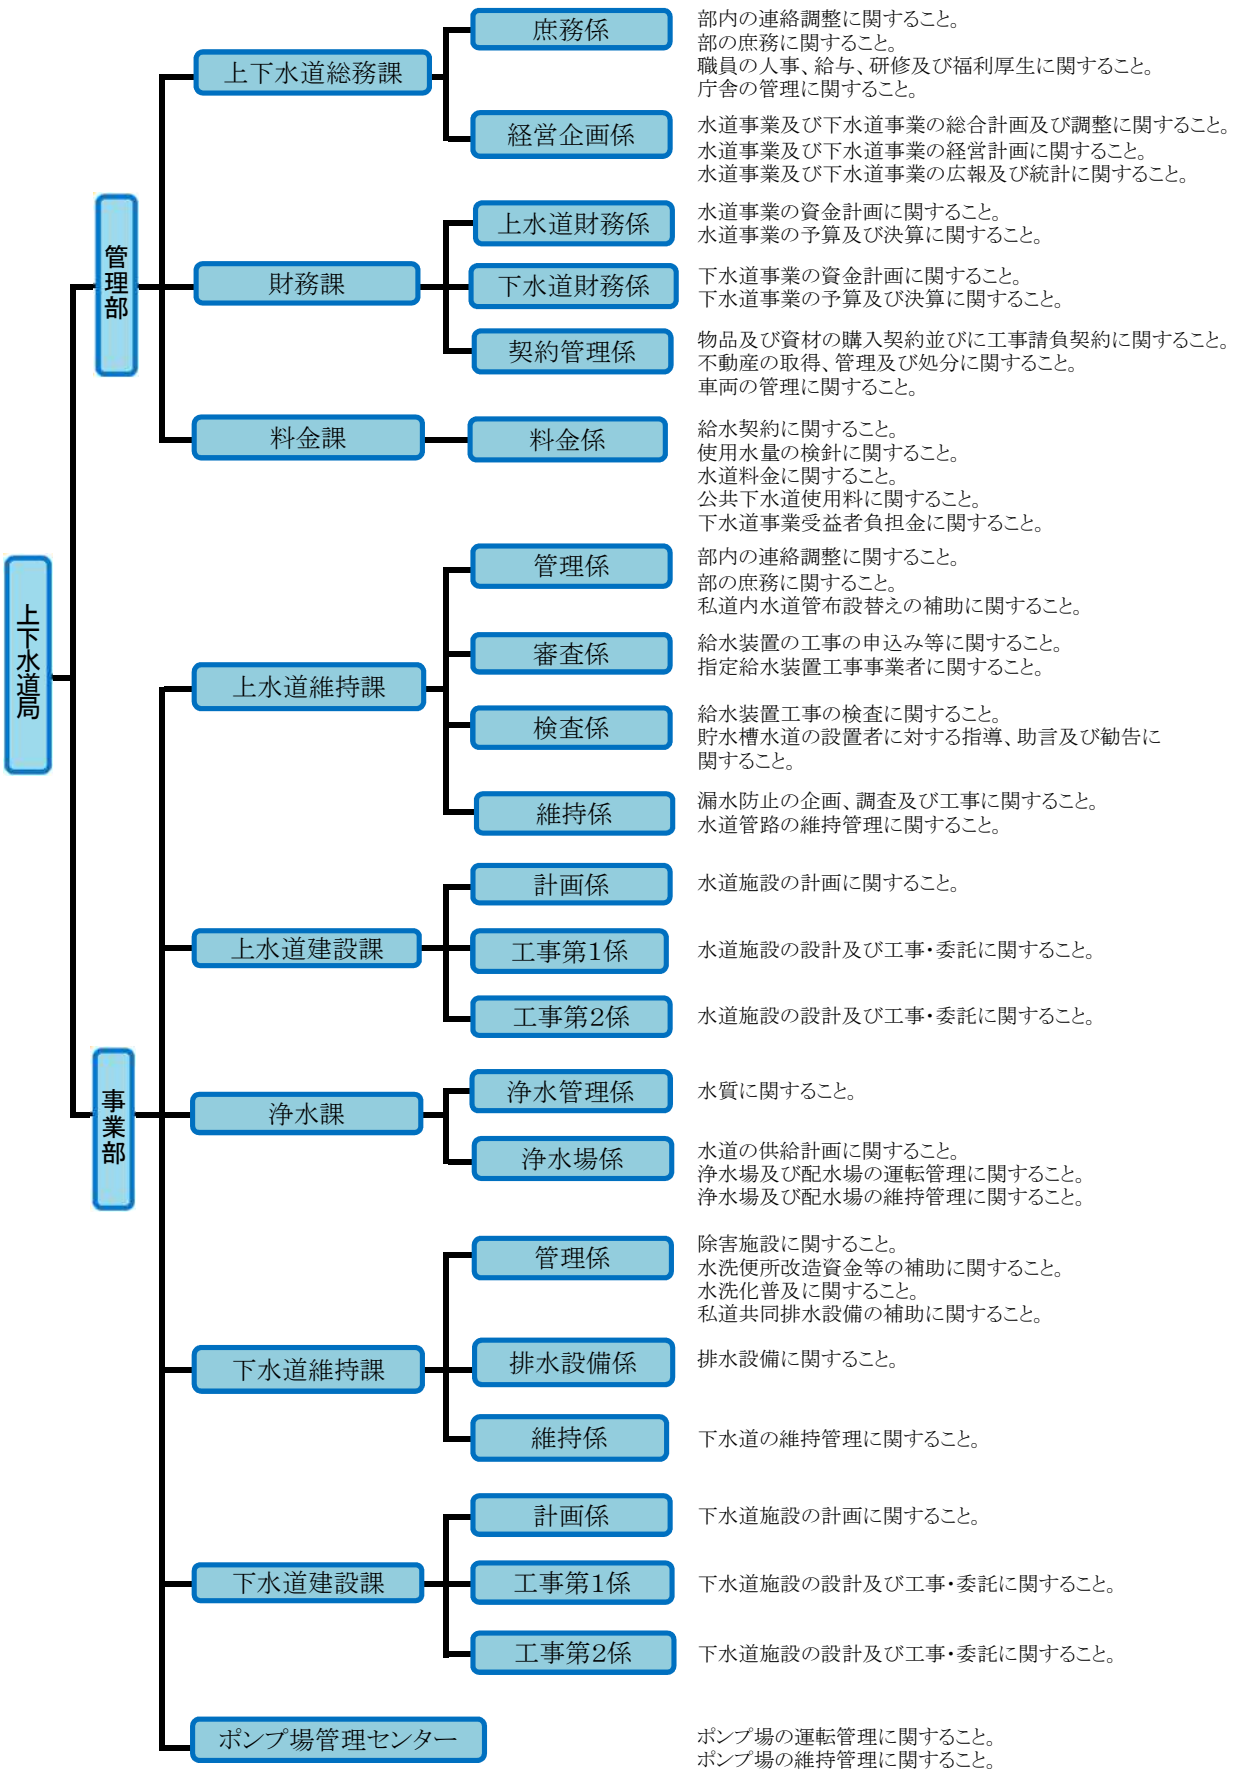 上下水道局
管理部
上下水道総務課
庶務係
部内の連絡調整に関すること。
部の庶務に関すること。
職員の人事、給与、研修及び福利厚生に関すること。
庁舎の管理に関すること。
経営企画係
水道事業及び下水道事業の総合計画及び調整に関すること。
水道事業及び下水道事業の経営計画に関すること。
水道事業及び下水道事業の広報及び統計に関すること。
財務課
上水道財務係
水道事業の資金計画に関すること。
水道事業の予算及び決算に関すること。
下水道財務係
下水道事業の資金計画に関すること。
下水道事業の予算及び決算に関すること。
契約管理係
物品及び資材の購入契約並びに工事請負契約に関すること。
不動産の取得、管理及び処分に関すること。
車両の管理に関すること。
料金課
料金係
給水契約に関すること。
使用水量の検針に関すること。
水道料金に関すること。
公共下水道使用料に関すること。
下水道事業受益者負担金に関すること。
事業部
上水道維持課
管理係
部内の連絡調整に関すること。
部の庶務に関すること。
私道内水道管布設替えの補助に関すること。
審査係
給水装置の工事の申込み等に関すること。
指定給水装置工事事業者に関すること。
検査係
給水装置工事の検査に関すること。
貯水槽水道の設置者に対する指導、助言及び勧告に
関すること。
維持係
漏水防止の企画、調査及び工事に関すること。
水道管路の維持管理に関すること。
上水道建設課
計画係
水道施設の計画に関すること。
工事第1係
水道施設の設計及び工事・委託に関すること。
工事第2係
水道施設の設計及び工事・委託に関すること。
浄水課
浄水管理係
水質に関すること。
浄水場係
水道の供給計画に関すること。
浄水場及び配水場の運転管理に関すること。
浄水場及び配水場の維持管理に関すること。
下水道維持課
管理係
除害施設に関すること。
水洗便所改造資金等の補助に関すること。
水洗化普及に関すること。
私道共同排水設備の補助に関すること。
排水設備係
排水設備に関すること。
維持係
下水道の維持管理に関すること。
下水道建設課
計画係
下水道施設の計画に関すること。
工事第1係
下水道施設の設計及び工事・委託に関すること。
工事第2係
下水道施設の設計及び工事・委託に関すること。
ポンプ場管理センター
ポンプ場の運転管理に関すること。
ポンプ場の維持管理に関すること。